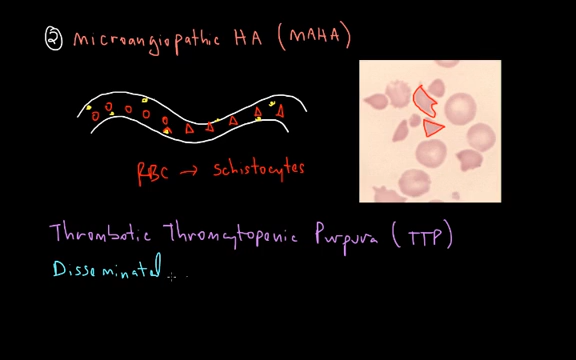 ② Microangiopathic HA (MAHA)
RBC → Schistocytes
Thrombotic Thromcytopenic Purpura (TTP)
Disseminated